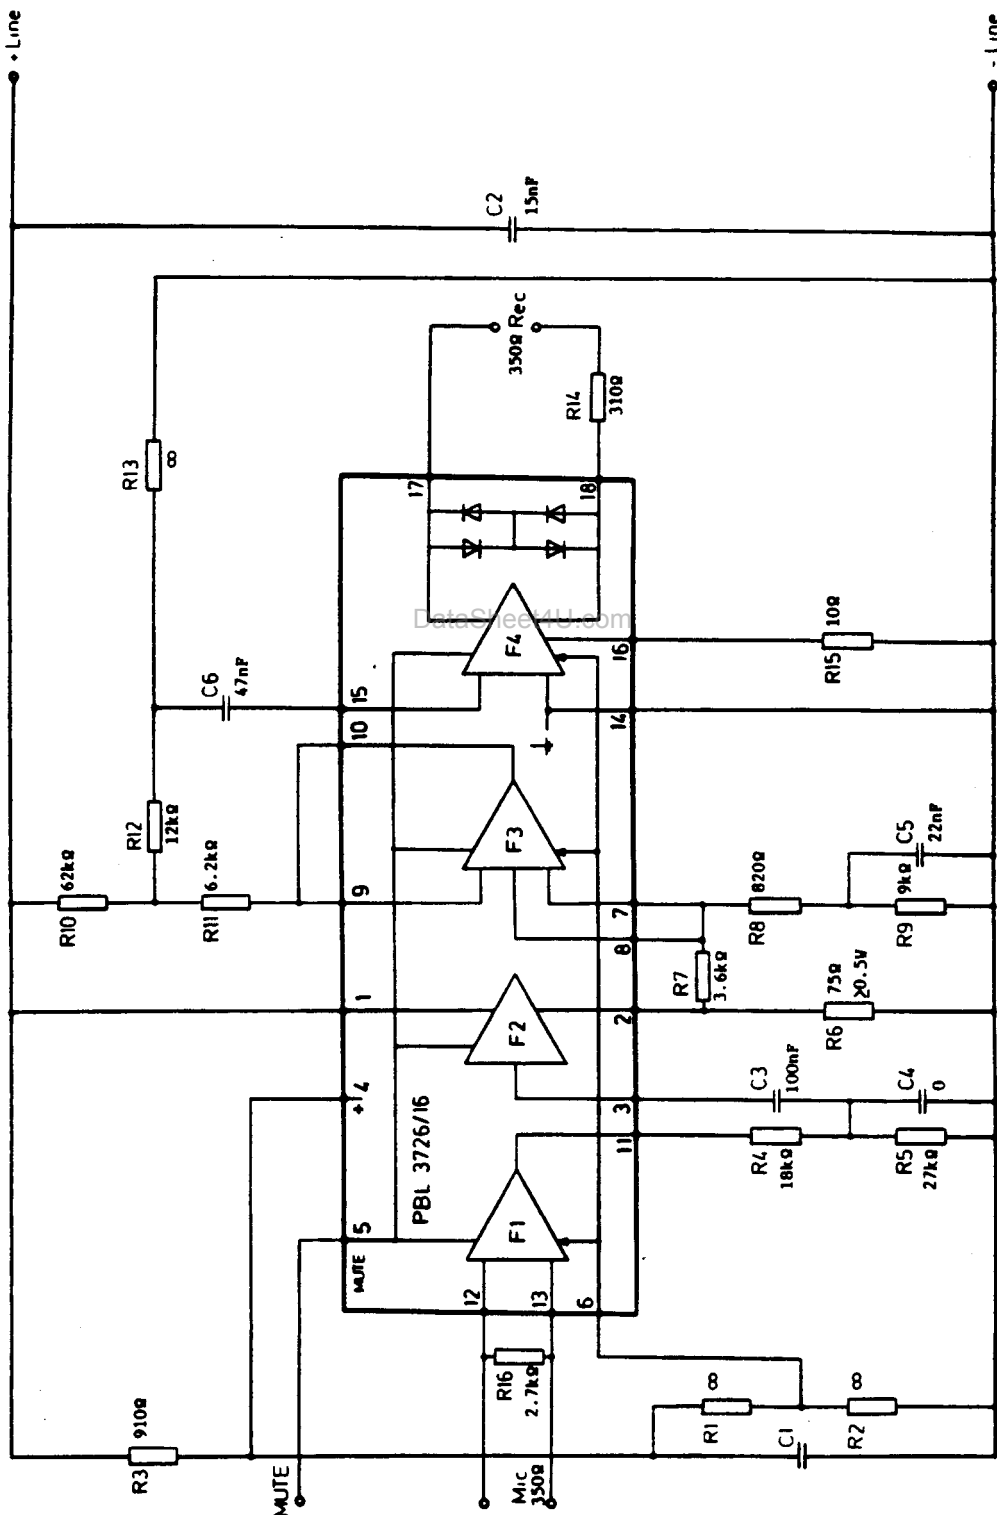 + Line
- Line
C2
15nF
R13
∞
350Ω Rec
R14
310Ω
17
18
DataSheet4U.com
C6
47nF
15
F4
16
10Ω
R15
14
10
R12
12kΩ
62kΩ
R10
6.2kΩ
R11
9
F3
7
8
820Ω
R8
9kΩ
R9
C5
22nF
R7
3.6kΩ
1
F2
2
75Ω
≥0.5W
R6
+
4
3
C3
100nF
C4
0
11
R4
18kΩ
R5
27kΩ
PBL 3726/16
5
MUTE
F1
12
13
6
R16
2.7kΩ
910Ω
R3
MUTE
Mic
350Ω
R1
∞
C1
R2
∞